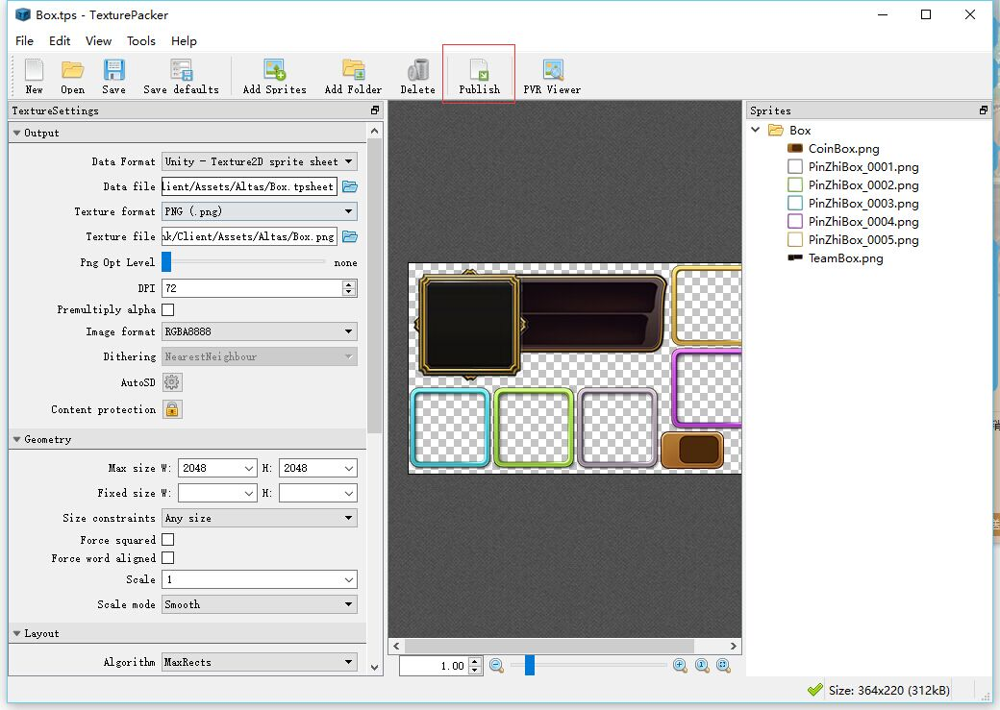 Box.tps - TexturePacker
File Edit View Tools Help
New Open Save Save defaults Add Sprites Add Folder Delete Publish PVR Viewer
TextureSettings
Output
Data Format Unity - Texture2D sprite sheet
Data file lient/Assets/Altas/Box.tpsheet
Texture format PNG (.png)
Texture file nk/Client/Assets/Altas/Box.png
Png Opt Level none
DPI 72
Premultiply alpha
Image format RGBA8888
Dithering NearestNeighbour
AutoSD
Content protection
Geometry
Max size W: 2048 H: 2048
Fixed size W: H:
Size constraints Any size
Force squared
Force word aligned
Scale 1
Scale mode Smooth
Layout
Algorithm MaxRects
1.00
Sprites
Box
CoinBox.png
PinZhiBox_0001.png
PinZhiBox_0002.png
PinZhiBox_0003.png
PinZhiBox_0004.png
PinZhiBox_0005.png
TeamBox.png
Size: 364x220 (312kB)